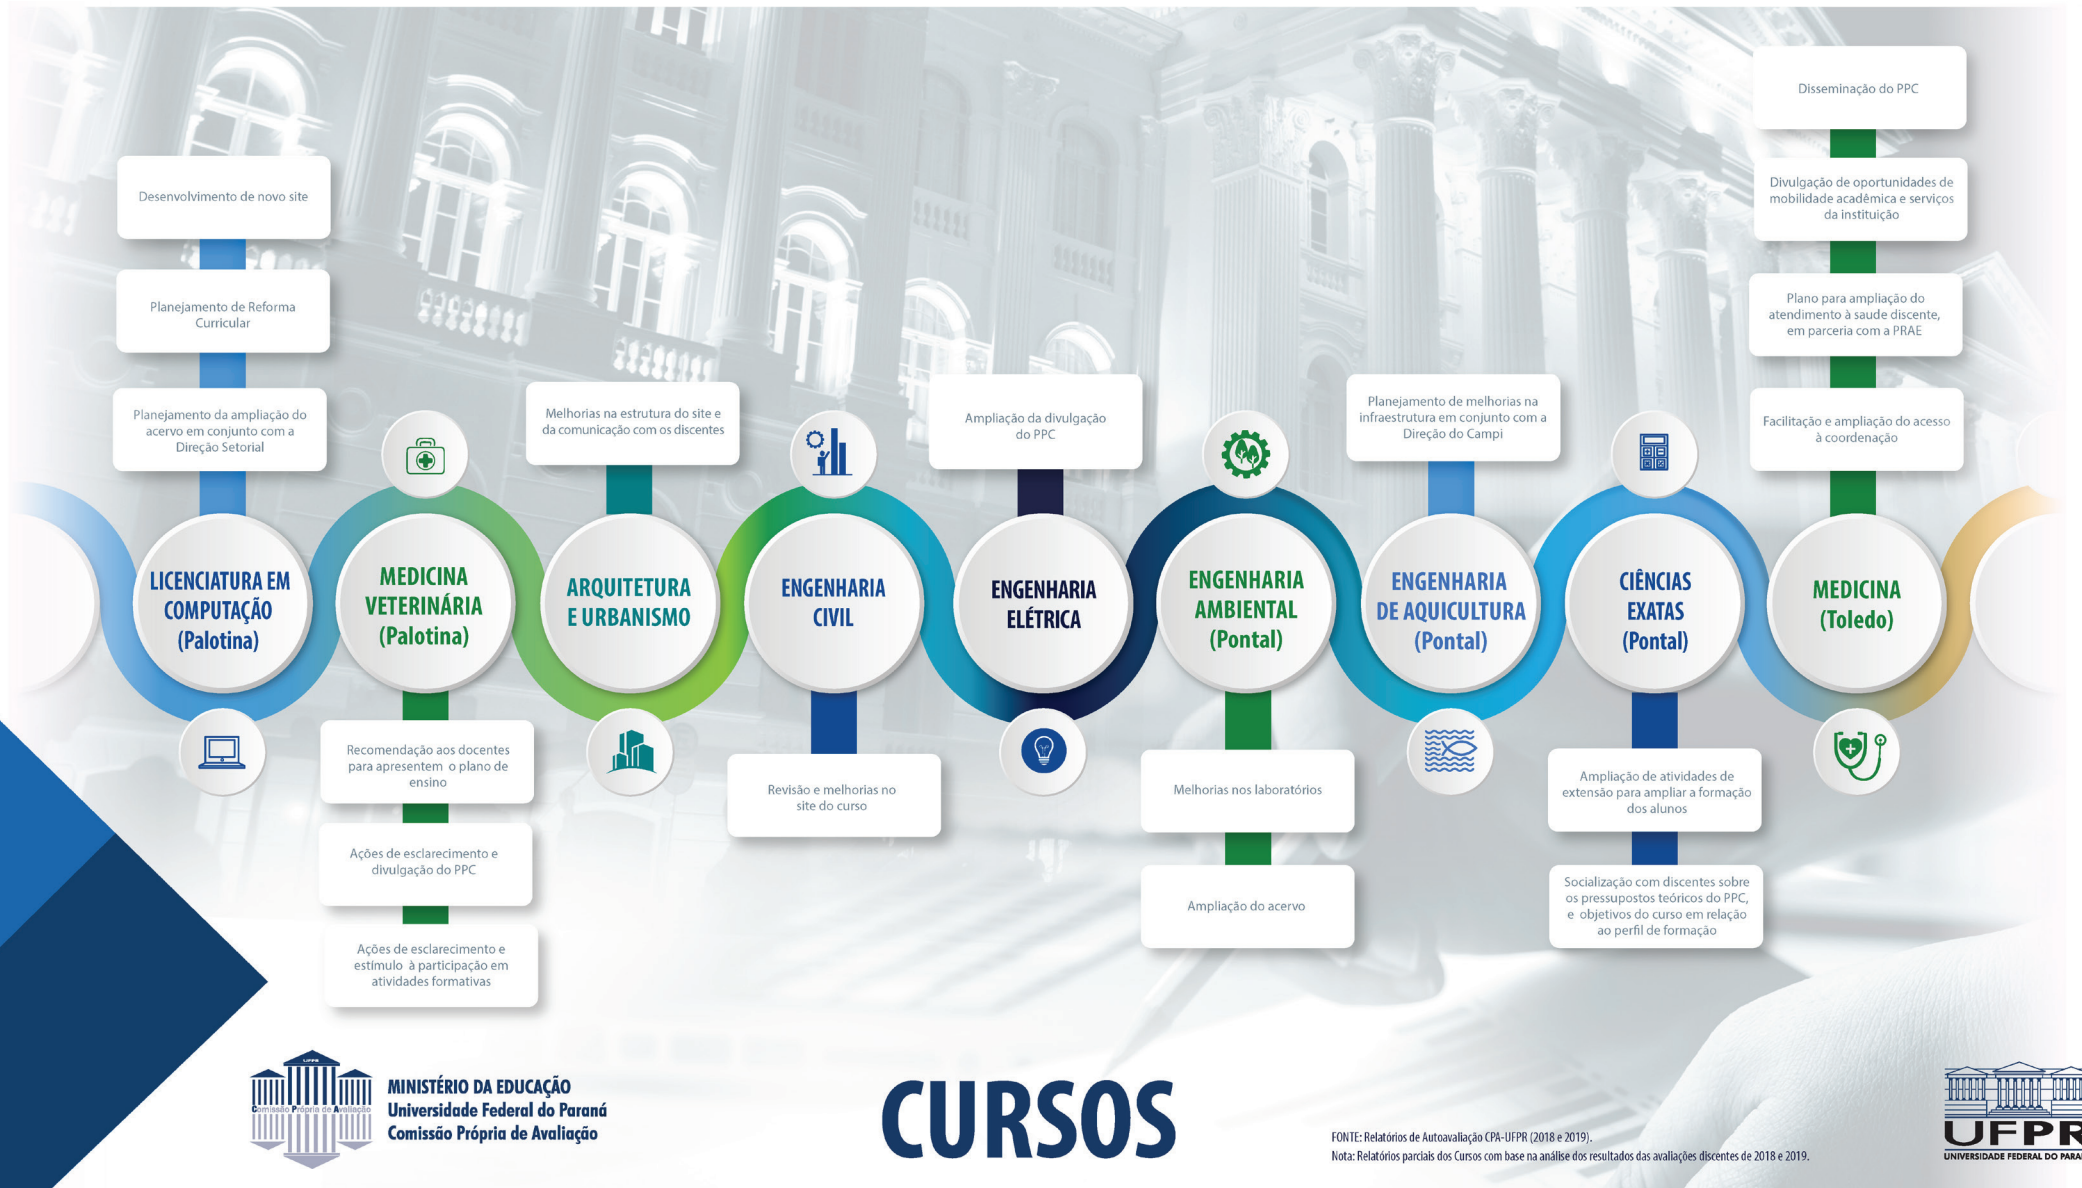 Desenvolvimento de novo site
Planejamento de Reforma
Curricular
Planejamento da ampliação do
acervo em conjunto com a
Direção Setorial
LICENCIATURA EM
COMPUTAÇÃO
(Palotina)
MEDICINA
VETERINÁRIA
(Palotina)
Recomendação aos docentes
para apresentem o plano de
ensino
Ações de esclarecimento e
divulgação do PPC
Ações de esclarecimento e
estímulo à participação em
atividades formativas
Melhorias na estrutura do site e
da comunicação com os discentes
ARQUITETURA
E URBANISMO
ENGENHARIA
CIVIL
Revisão e melhorias no
site do curso
Ampliação da divulgação
do PPC
ENGENHARIA
ELÉTRICA
ENGENHARIA
AMBIENTAL
(Pontal)
Melhorias nos laboratórios
Ampliação do acervo
Planejamento de melhorias na
infraestrutura em conjunto com a
Direção do Campi
ENGENHARIA
DE AQUICULTURA
(Pontal)
CIÊNCIAS
EXATAS
(Pontal)
Ampliação de atividades de
extensão para ampliar a formação
dos alunos
Socialização com discentes sobre
os pressupostos teóricos do PPC,
e objetivos do curso em relação
ao perfil de formação
Disseminação do PPC
Divulgação de oportunidades de
mobilidade acadêmica e serviços
da instituição
Plano para ampliação do
atendimento à saude discente,
em parceria com a PRAE
Facilitação e ampliação do acesso
à coordenação
MEDICINA
(Toledo)
UFPR
Comissão Própria de Avaliação
MINISTÉRIO DA EDUCAÇÃO
Universidade Federal do Paraná
Comissão Própria de Avaliação
CURSOS
FONTE: Relatórios de Autoavaliação CPA-UFPR (2018 e 2019).
Nota: Relatórios parciais dos Cursos com base na análise dos resultados das avaliações discentes de 2018 e 2019.
UFPR
UNIVERSIDADE FEDERAL DO PARA